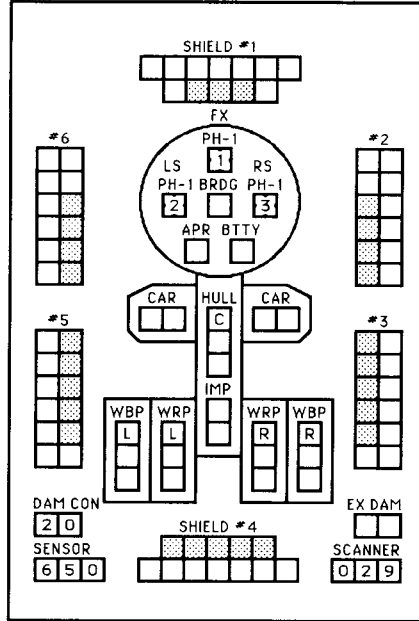 SHIELD #1
FX
#6
#2
PH-1
1
LS
RS
PH-1 BRDG PH-1
2
3
APR BTTY
CAR HULL CAR
C
#5
#3
IMP
WBP WRP
WRP WBP
L L
R R
DAM CON
EX DAM
2 0
SHIELD #4
SENSOR
SCANNER
6 5 0
0 2 9